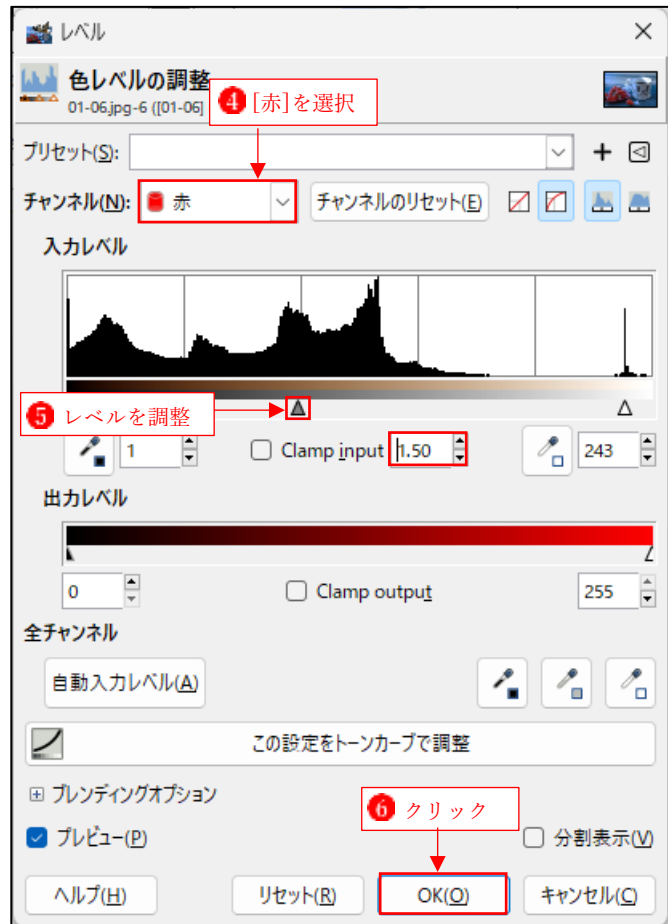 レベル
色レベルの調整
01-06.jpg-6 ([01-06]
4 [赤]を選択
プリセット(S):
チャンネル(N): 赤 チャンネルのリセット(E)
入力レベル
5 レベルを調整
1 Clamp input 1.50 243
出力レベル
0 Clamp output 255
全チャンネル
自動入力レベル(A)
この設定をトーンカーブで調整
ブレンディングオプション
6 クリック
プレビュー(P) 分割表示(V)
ヘルプ(H) リセット(R) OK(O) キャンセル(C)